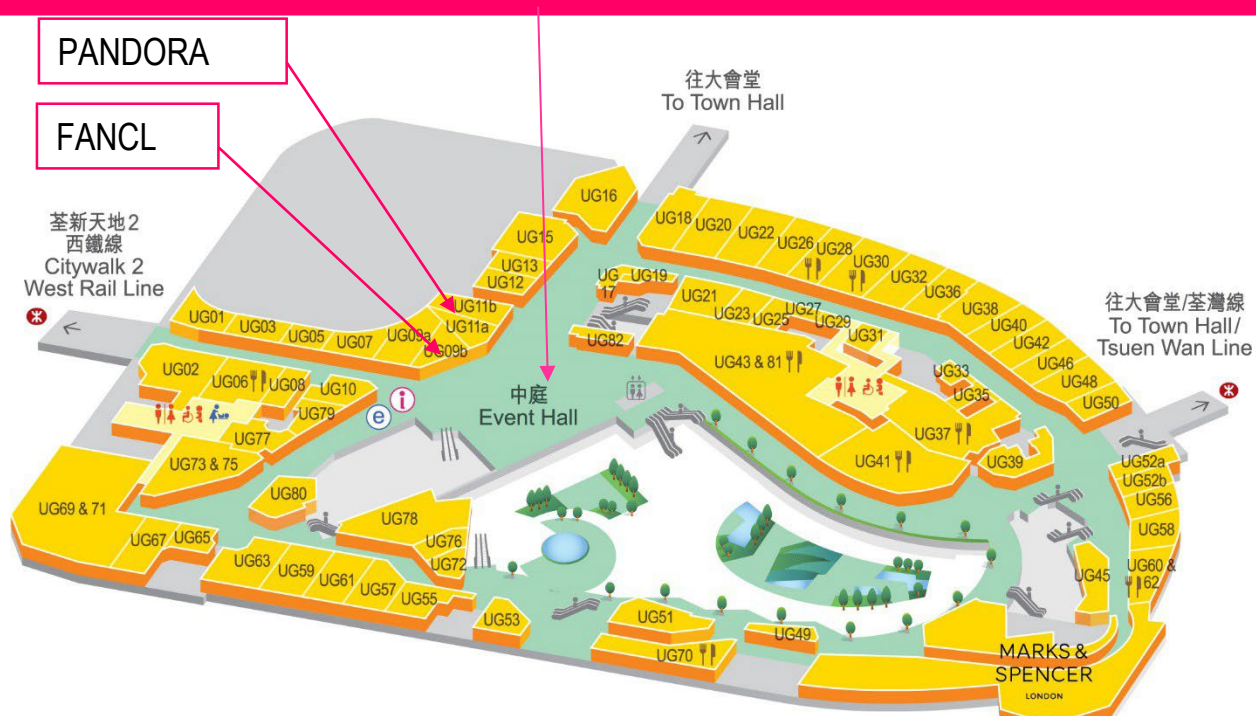 PANDORA
FANCL
往大會堂
To Town Hall
荃新天地2
西鐵線
Citywalk 2
West Rail Line
往大會堂/荃灣線
To Town Hall/
Tsuen Wan Line
UG16
UG15
UG13
UG12
UG11b
UG11a
UG09a
UG09b
UG01
UG03
UG05
UG07
UG02
UG06
UG08
UG10
UG79
UG77
UG73 & 75
UG69 & 71
UG67
UG65
UG80
UG78
UG76
UG72
UG63
UG59
UG61
UG57
UG55
UG53
UG51
UG49
UG70
e
i
中庭
Event Hall
UG
17
UG19
UG82
UG18
UG20
UG22
UG26
UG28
UG30
UG32
UG36
UG38
UG40
UG42
UG46
UG48
UG50
UG21
UG23
UG25
UG27
UG29
UG31
UG33
UG35
UG43 & 81
UG37
UG41
UG39
UG52a
UG52b
UG56
UG58
UG60 &
62
UG45
MARKS &
SPENCER
LONDON